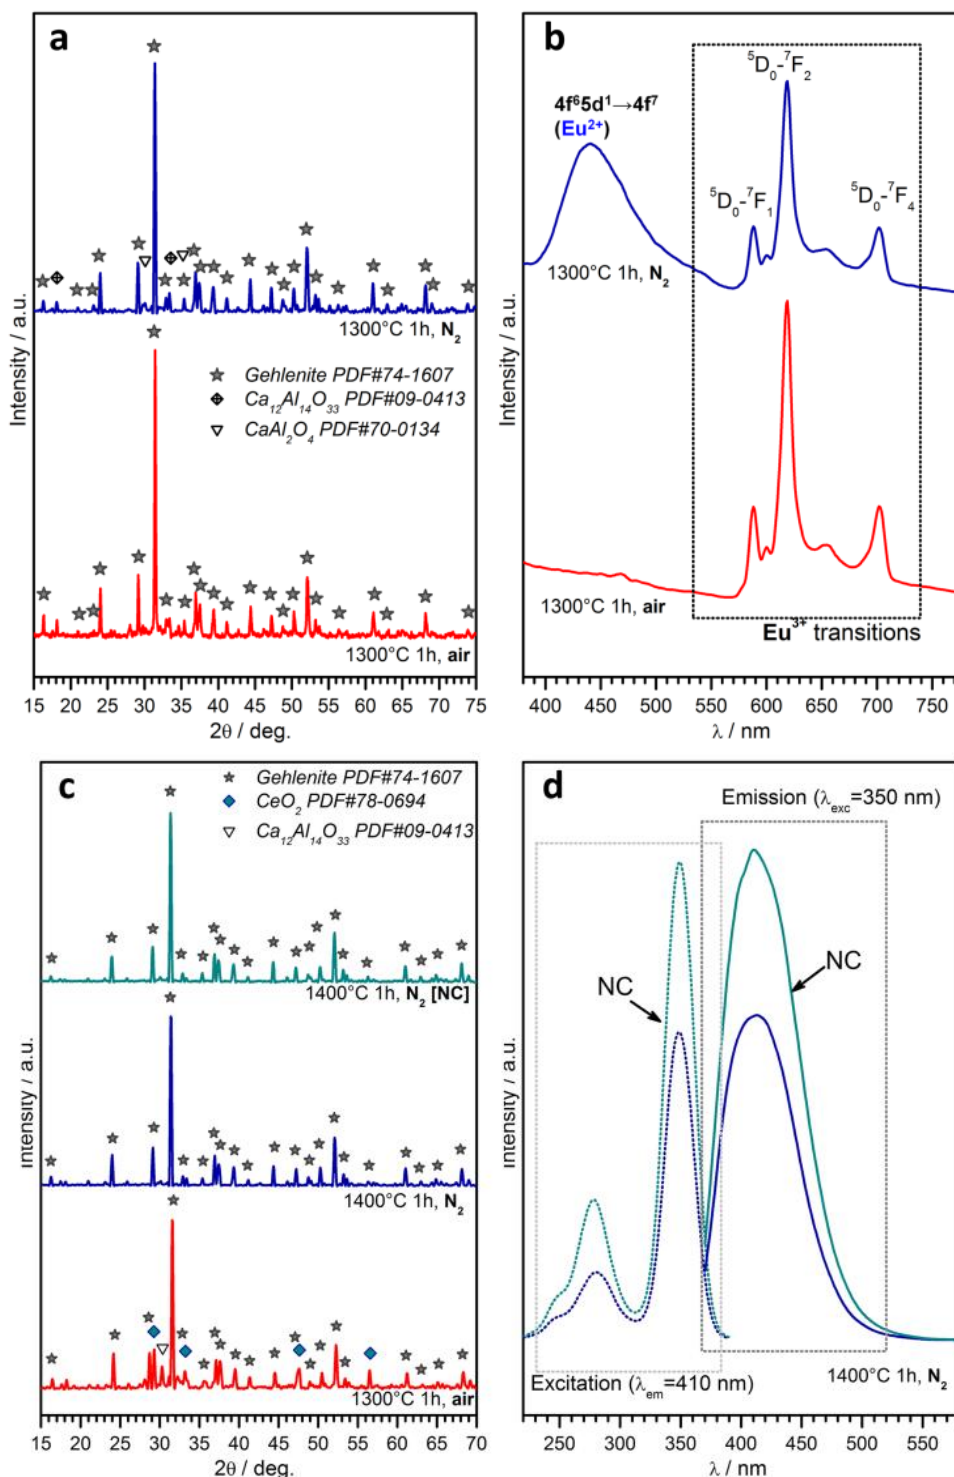 a
1300°C 1h, N₂
Gehlenite PDF#74-1607
Ca₁₂Al₁₄O₃₃ PDF#09-0413
CaAl₂O₄ PDF#70-0134
1300°C 1h, air
Intensity / a.u.
15 20 25 30 35 40 45 50 55 60 65 70 75
2θ / deg.
b
⁵D₀-⁷F₂
4f⁶5d¹→4f⁷
(Eu²⁺)
⁵D₀-⁷F₁
⁵D₀-⁷F₄
1300°C 1h, N₂
1300°C 1h, air
Eu³⁺ transitions
Intensity / a.u.
400 450 500 550 600 650 700 750
λ / nm
c
Gehlenite PDF#74-1607
CeO₂ PDF#78-0694
Ca₁₂Al₁₄O₃₃ PDF#09-0413
1400°C 1h, N₂ [NC]
1400°C 1h, N₂
1300°C 1h, air
Intensity / a.u.
15 20 25 30 35 40 45 50 55 60 65 70
2θ / deg.
d
Emission (λexc=350 nm)
NC
NC
Excitation (λem=410 nm)
1400°C 1h, N₂
Intensity / a.u.
250 300 350 400 450 500 550
λ / nm